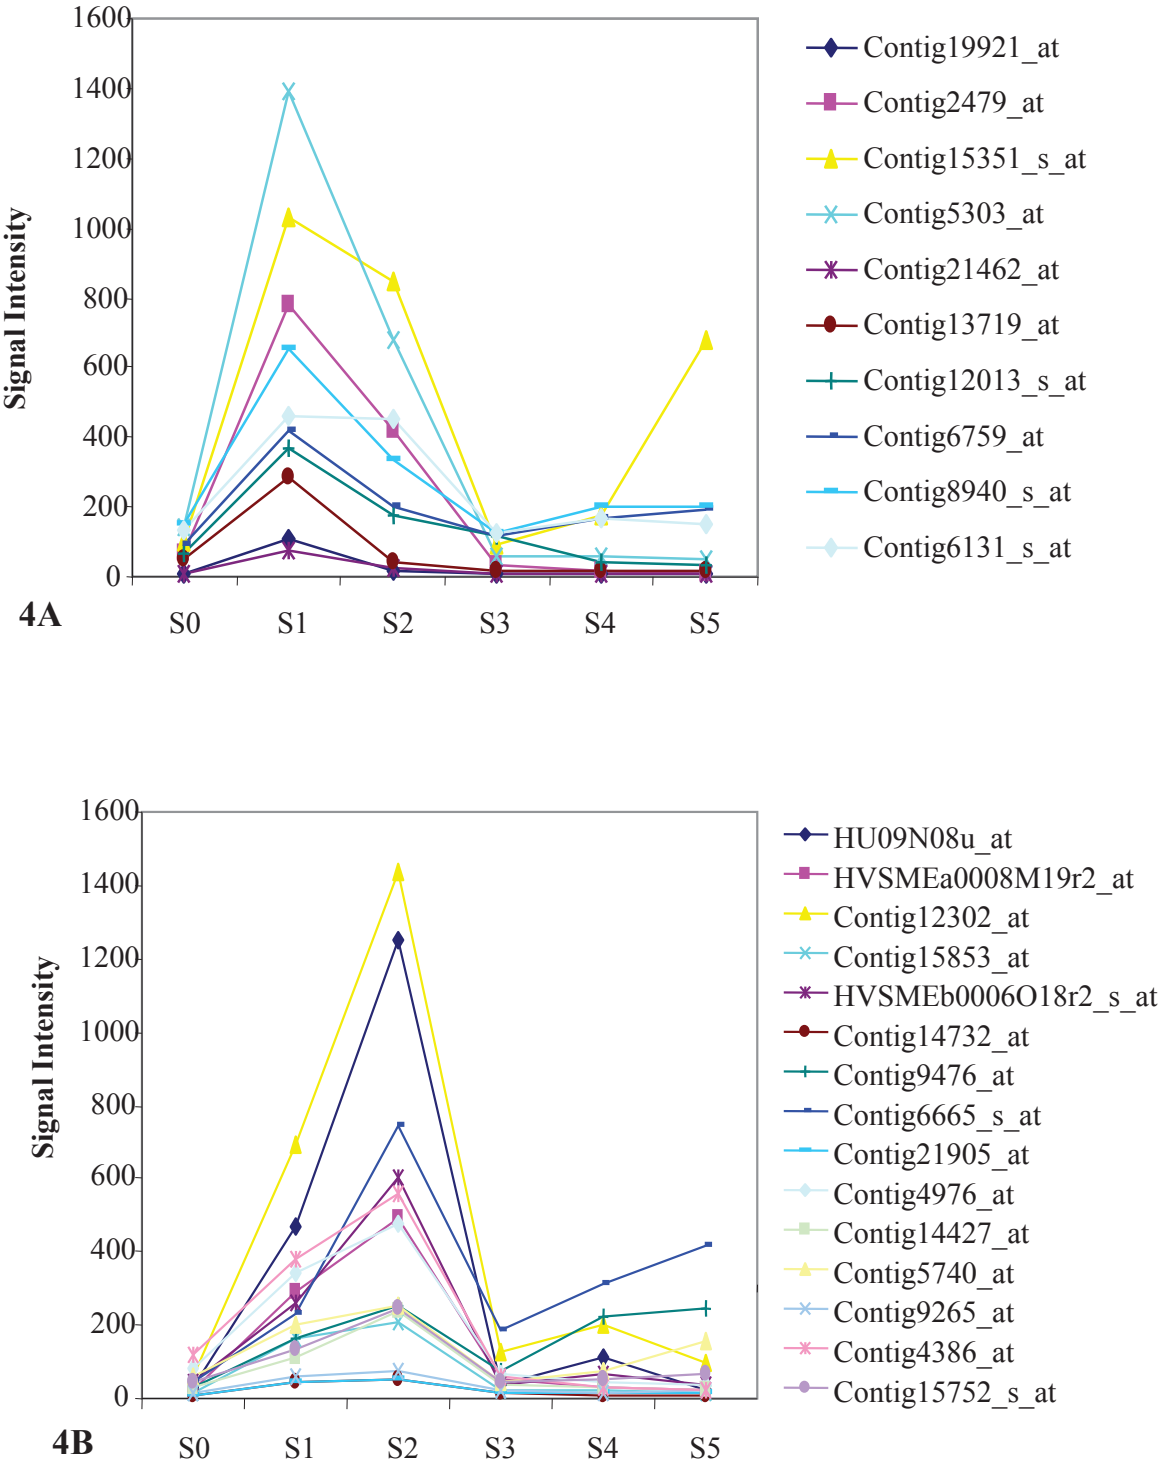 1600
1400
1200
1000
800
600
400
200
0
Signal Intensity
S0 S1 S2 S3 S4 S5
4A
Contig19921_at
Contig2479_at
Contig15351_s_at
Contig5303_at
Contig21462_at
Contig13719_at
Contig12013_s_at
Contig6759_at
Contig8940_s_at
Contig6131_s_at
1600
1400
1200
1000
800
600
400
200
0
Signal Intensity
S0 S1 S2 S3 S4 S5
4B
HU09N08u_at
HVSMEa0008M19r2_at
Contig12302_at
Contig15853_at
HVSMEb0006O18r2_s_at
Contig14732_at
Contig9476_at
Contig6665_s_at
Contig21905_at
Contig4976_at
Contig14427_at
Contig5740_at
Contig9265_at
Contig4386_at
Contig15752_s_at